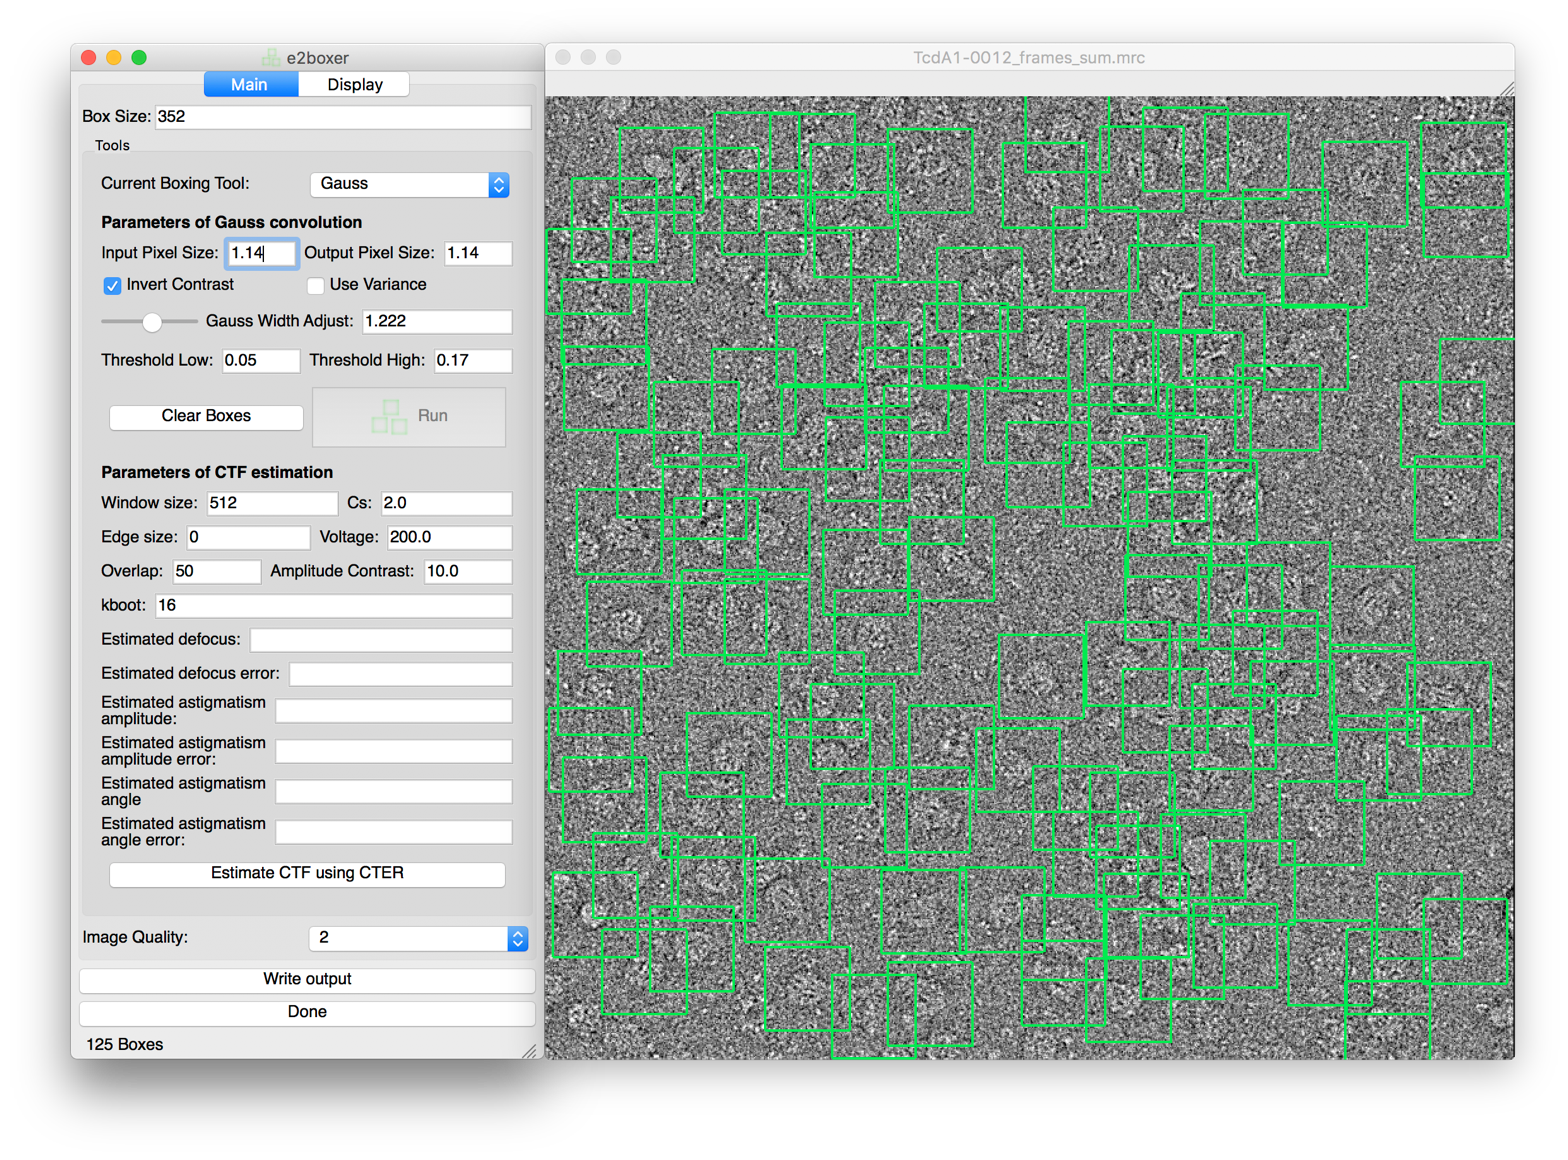 e2boxer
TcdA1-0012_frames_sum.mrc
Main Display
Box Size: 352
Tools
Current Boxing Tool: Gauss
Parameters of Gauss convolution
Input Pixel Size: 1.14 Output Pixel Size: 1.14
Invert Contrast Use Variance
Gauss Width Adjust: 1.222
Threshold Low: 0.05 Threshold High: 0.17
Clear Boxes Run
Parameters of CTF estimation
Window size: 512 Cs: 2.0
Edge size: 0 Voltage: 200.0
Overlap: 50 Amplitude Contrast: 10.0
kboot: 16
Estimated defocus:
Estimated defocus error:
Estimated astigmatism
amplitude:
Estimated astigmatism
amplitude error:
Estimated astigmatism
angle
Estimated astigmatism
angle error:
Estimate CTF using CTER
Image Quality: 2
Write output
Done
125 Boxes